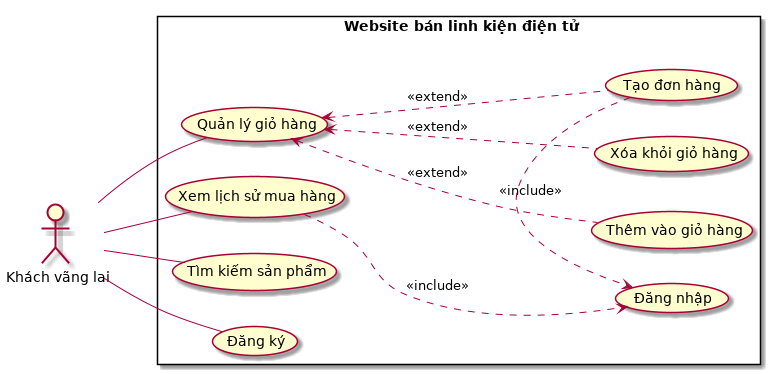 Website bán linh kiện điện tử
Tạo đơn hàng
«extend»
Quản lý giỏ hàng
«extend»
Xóa khỏi giỏ hàng
«extend»
Xem lịch sử mua hàng
«include»
Thêm vào giỏ hàng
Khách vãng lai
Tìm kiếm sản phẩm
«include»
Đăng nhập
Đăng ký